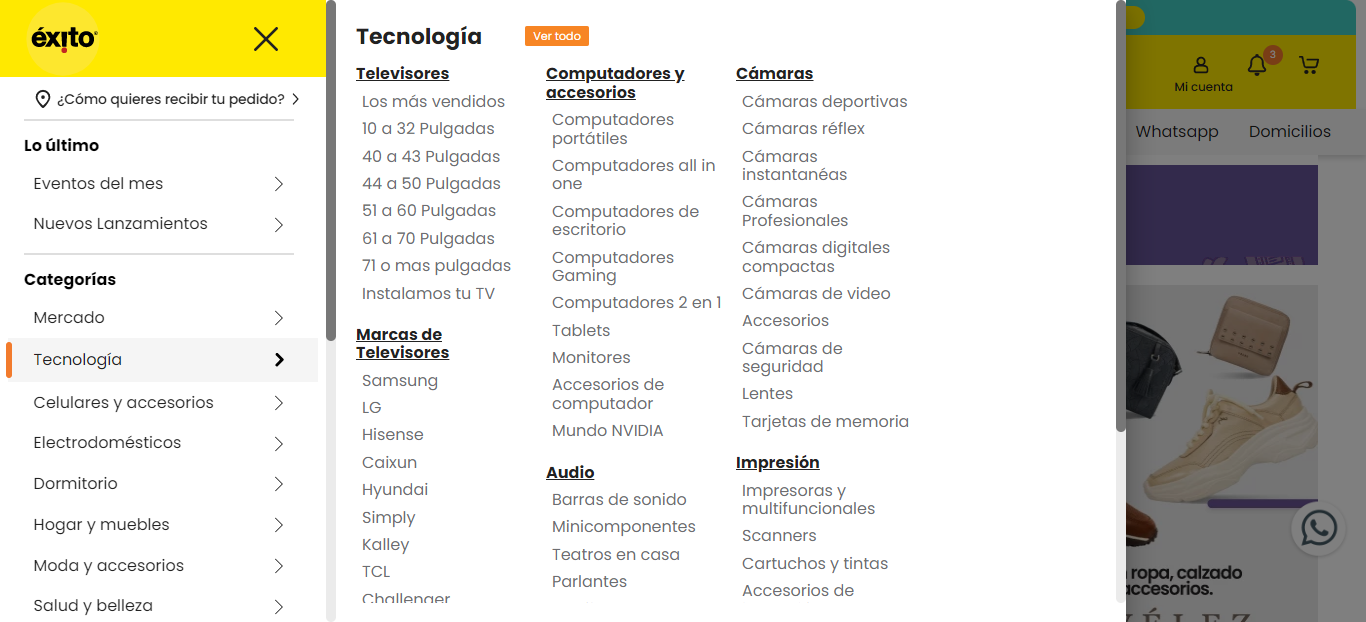 éxito
¿Cómo quieres recibir tu pedido?
Lo último
Eventos del mes
Nuevos Lanzamientos
Categorías
Mercado
Tecnología
Celulares y accesorios
Electrodomésticos
Dormitorio
Hogar y muebles
Moda y accesorios
Salud y belleza
Tecnología
Ver todo
Televisores
Los más vendidos
10 a 32 Pulgadas
40 a 43 Pulgadas
44 a 50 Pulgadas
51 a 60 Pulgadas
61 a 70 Pulgadas
71 o mas pulgadas
Instalamos tu TV
Marcas de
Televisores
Samsung
LG
Hisense
Caixun
Hyundai
Simply
Kalley
TCL
Challenger
Computadores y
accesorios
Computadores
portátiles
Computadores all in
one
Computadores de
escritorio
Computadores
Gaming
Computadores 2 en 1
Tablets
Monitores
Accesorios de
computador
Mundo NVIDIA
Audio
Barras de sonido
Minicomponentes
Teatros en casa
Parlantes
Cámaras
Cámaras deportivas
Cámaras réflex
Cámaras
instantanéas
Cámaras
Profesionales
Cámaras digitales
compactas
Cámaras de video
Accesorios
Cámaras de
seguridad
Lentes
Tarjetas de memoria
Impresión
Impresoras y
multifuncionales
Scanners
Cartuchos y tintas
Accesorios de
3
Mi cuenta
Whatsapp
Domicilios
ropa, calzado
accesorios.
VÉLEZ